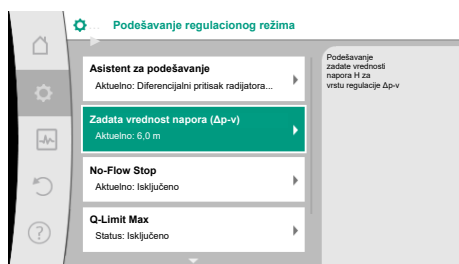 Podešavanje regulacionog režima
Asistent za podešavanje
Aktuelno: Diferencijalni pritisak radijatora...
Zadata vrednost napora (Δp-v)
Aktuelno: 6,0 m
No-Flow Stop
Aktuelno: Isključeno
Q-Limit Max
Status: Isključeno
Podešavanje
zadate vrednosti
napora H za
vrstu regulacije Δp-v